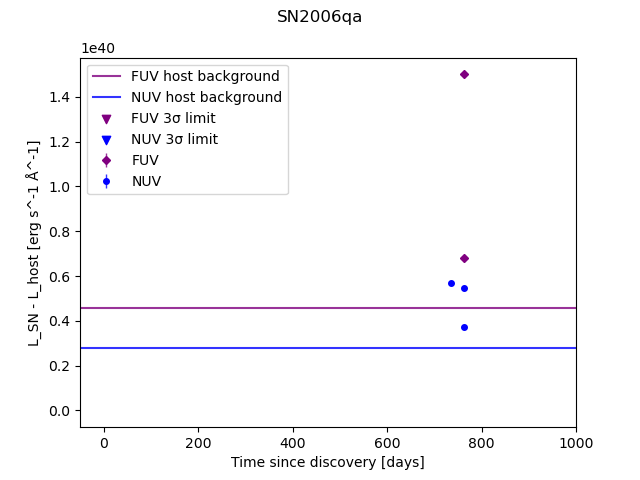 SN2006qa
1e40
FUV host background
NUV host background
FUV 3σ limit
NUV 3σ limit
FUV
NUV
L_SN - L_host [erg s^-1 Å^-1]
1.4
1.2
1.0
0.8
0.6
0.4
0.2
0.0
0 200 400 600 800 1000
Time since discovery [days]